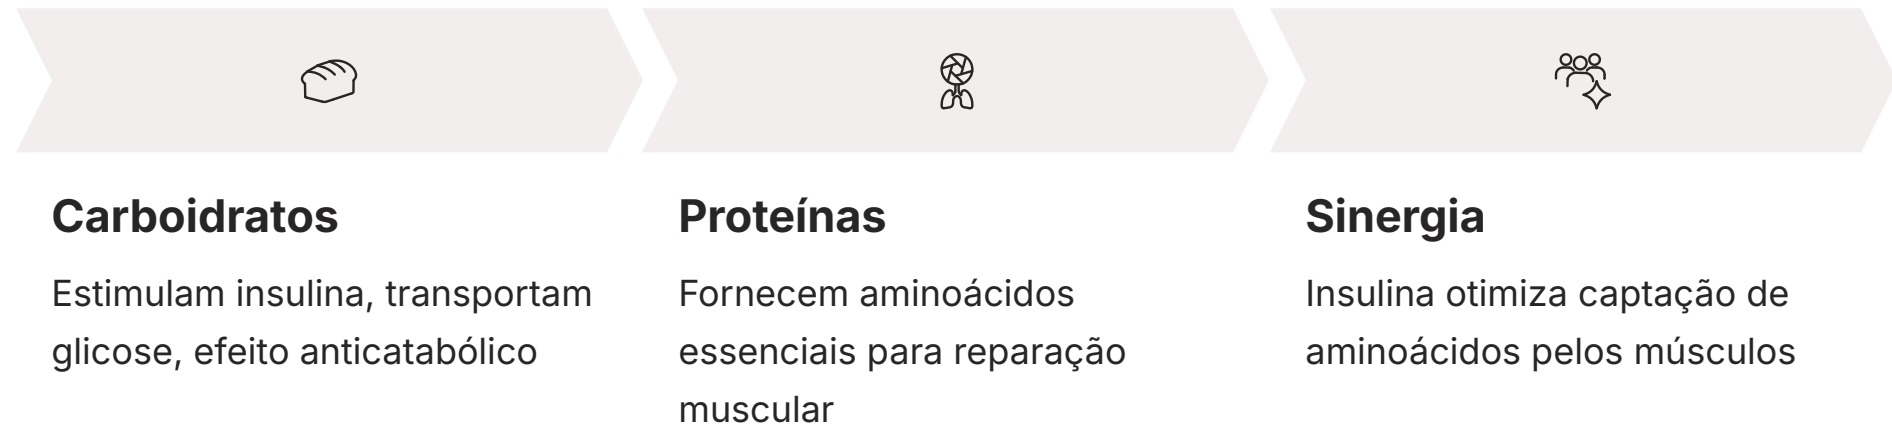 Carboidratos
Estimulam insulina, transportam
glicose, efeito anticatabólico
Proteínas
Fornecem aminoácidos
essenciais para reparação
muscular
Sinergia
Insulina otimiza captação de
aminoácidos pelos músculos